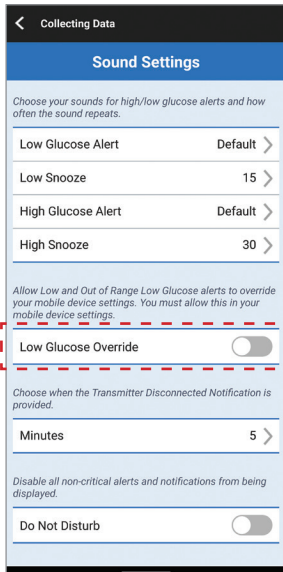 Collecting Data
Sound Settings
Choose your sounds for high/low glucose alerts and how
often the sound repeats.
Low Glucose Alert Default
Low Snooze 15
High Glucose Alert Default
High Snooze 30
Allow Low and Out of Range Low Glucose alerts to override
your mobile device settings. You must allow this in your
mobile device settings.
Low Glucose Override
Choose when the Transmitter Disconnected Notification is
provided.
Minutes 5
Disable all non-critical alerts and notifications from being
displayed.
Do Not Disturb